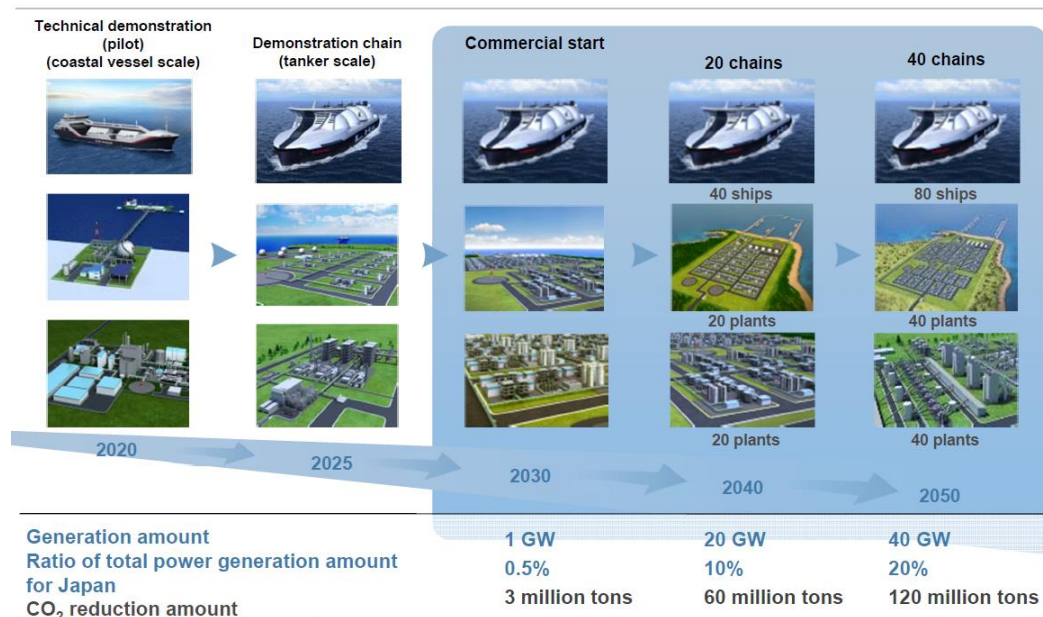 Technical demonstration
(pilot)
(coastal vessel scale)
Demonstration chain
(tanker scale)
Commercial start
20 chains
40 chains
40 ships
80 ships
20 plants
40 plants
20 plants
40 plants
2020
2025
2030
2040
2050
Generation amount
1 GW
20 GW
40 GW
Ratio of total power generation amount
for Japan
0.5%
10%
20%
CO₂ reduction amount
3 million tons
60 million tons
120 million tons